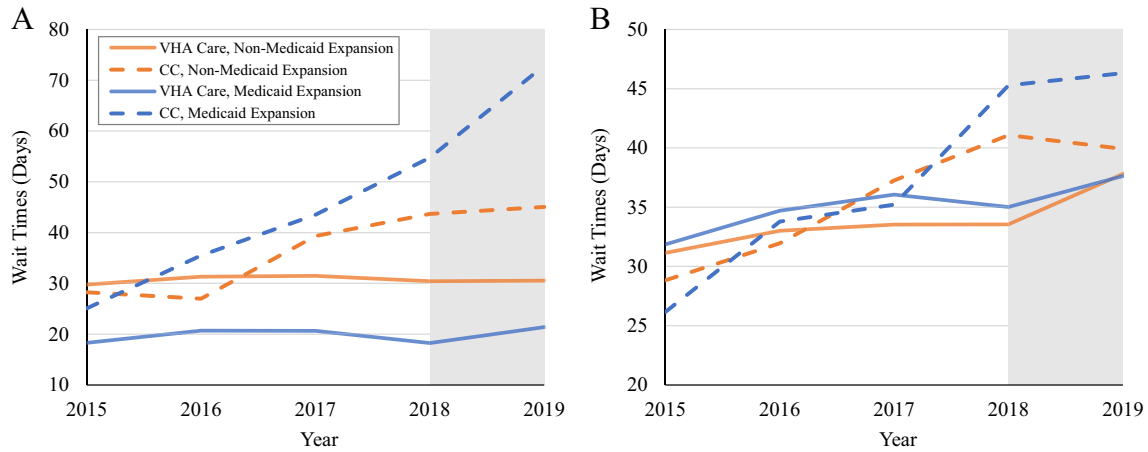 A
80
70
60
50
40
30
20
10
Wait Times (Days)
VHA Care, Non-Medicaid Expansion
CC, Non-Medicaid Expansion
VHA Care, Medicaid Expansion
CC, Medicaid Expansion
2015 2016 2017 2018 2019
Year
B
50
45
40
35
30
25
20
Wait Times (Days)
2015 2016 2017 2018 2019
Year